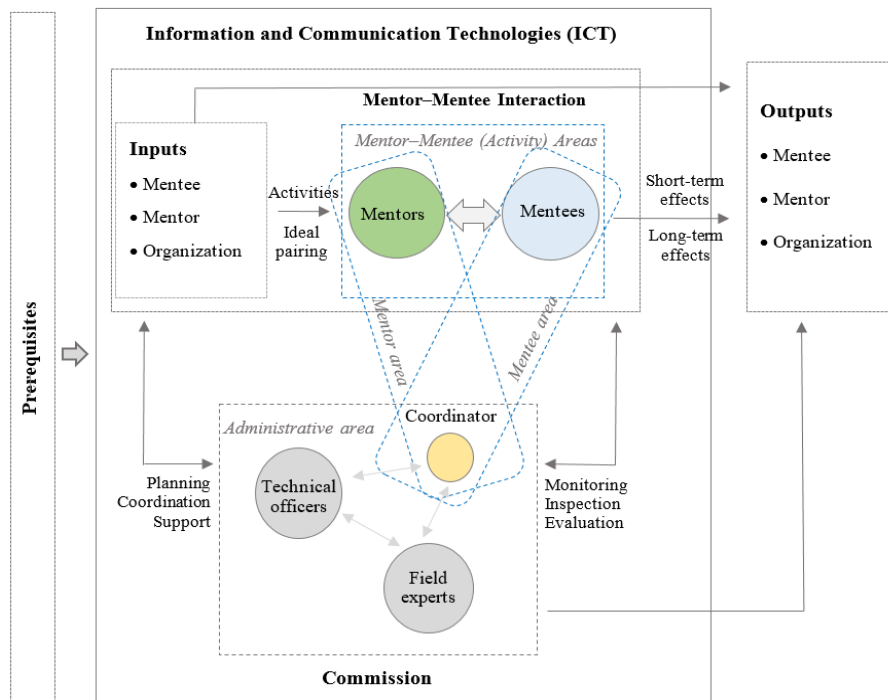 Prerequisites
Information and Communication Technologies (ICT)
Mentor–Mentee Interaction
Inputs
• Mentee
• Mentor
• Organization
Activities
Ideal
pairing
Mentor–Mentee (Activity) Areas
Mentors
Mentees
Short-term
effects
Long-term
effects
Outputs
• Mentee
• Mentor
• Organization
Mentor area
Mentee area
Planning
Coordination
Support
Administrative area
Coordinator
Technical
officers
Field
experts
Monitoring
Inspection
Evaluation
Commission